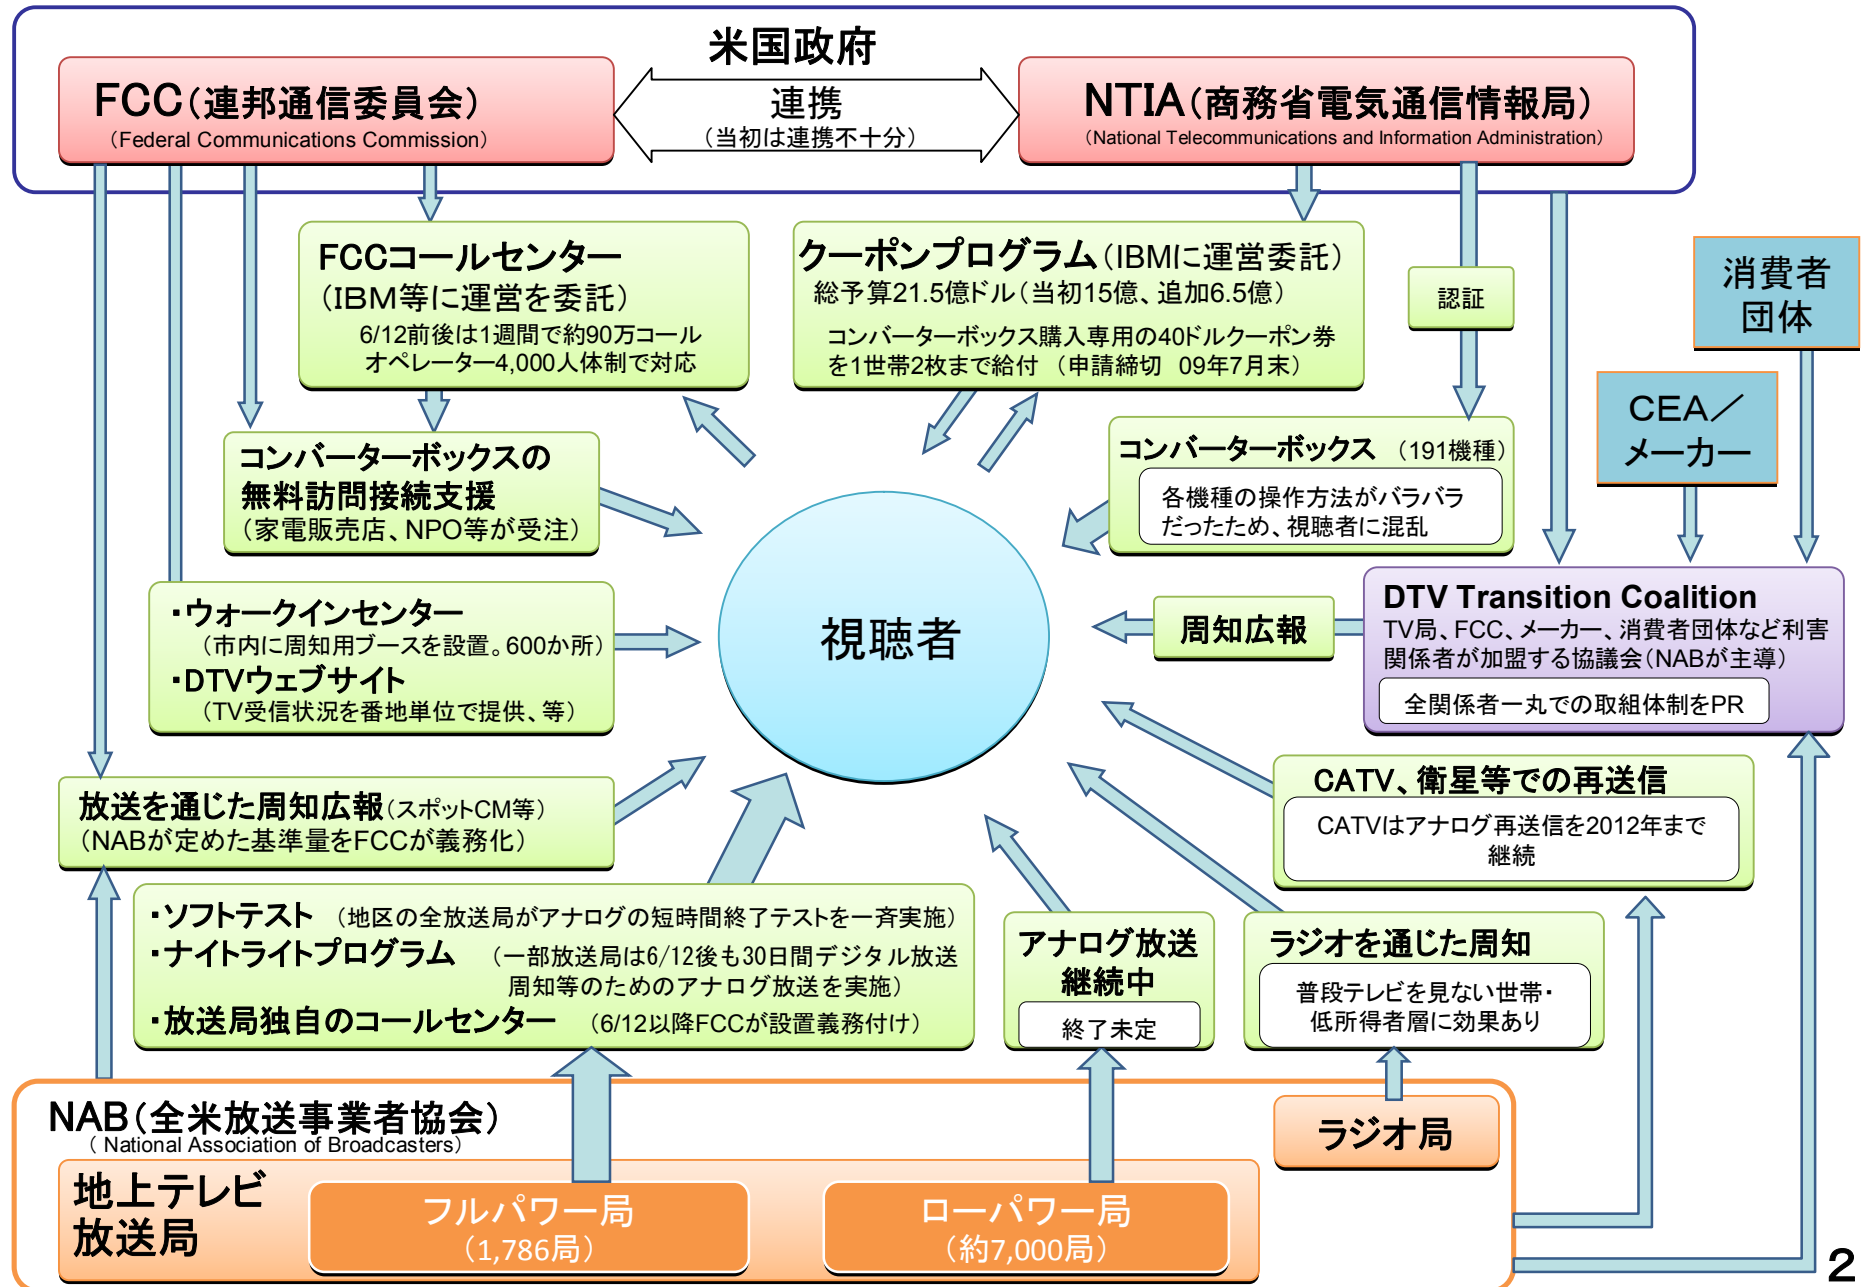 米国政府
FCC(連邦通信委員会)
(Federal Communications Commission)
連携
(当初は連携不十分)
NTIA(商務省電気通信情報局)
(National Telecommunications and Information Administration)
FCCコールセンター
(IBM等に運営を委託)
6/12前後は1週間で約90万コール
オペレーター4,000人体制で対応
クーポンプログラム(IBMに運営委託)
総予算21.5億ドル(当初15億、追加6.5億)
コンバーターボックス購入専用の40ドルクーポン券
を1世帯2枚まで給付 (申請締切 09年7月末)
認証
消費者
団体
CEA/
メーカー
コンバーターボックスの
無料訪問接続支援
(家電販売店、NPO等が受注)
コンバーターボックス (191機種)
各機種の操作方法がバラバラ
だったため、視聴者に混乱
・ウォークインセンター
(市内に周知用ブースを設置。600か所)
・DTVウェブサイト
(TV受信状況を番地単位で提供、等)
視聴者
周知広報
DTV Transition Coalition
TV局、FCC、メーカー、消費者団体など利害
関係者が加盟する協議会(NABが主導)
全関係者一丸での取組体制をPR
放送を通じた周知広報(スポットCM等)
(NABが定めた基準量をFCCが義務化)
CATV、衛星等での再送信
CATVはアナログ再送信を2012年まで
継続
・ソフトテスト (地区の全放送局がアナログの短時間終了テストを一斉実施)
・ナイトライトプログラム (一部放送局は6/12後も30日間デジタル放送
周知等のためのアナログ放送を実施)
・放送局独自のコールセンター (6/12以降FCCが設置義務付け)
アナログ放送
継続中
終了未定
ラジオを通じた周知
普段テレビを見ない世帯・
低所得者層に効果あり
NAB(全米放送事業者協会)
( National Association of Broadcasters)
ラジオ局
地上テレビ
放送局
フルパワー局
(1,786局)
ローパワー局
(約7,000局)
2